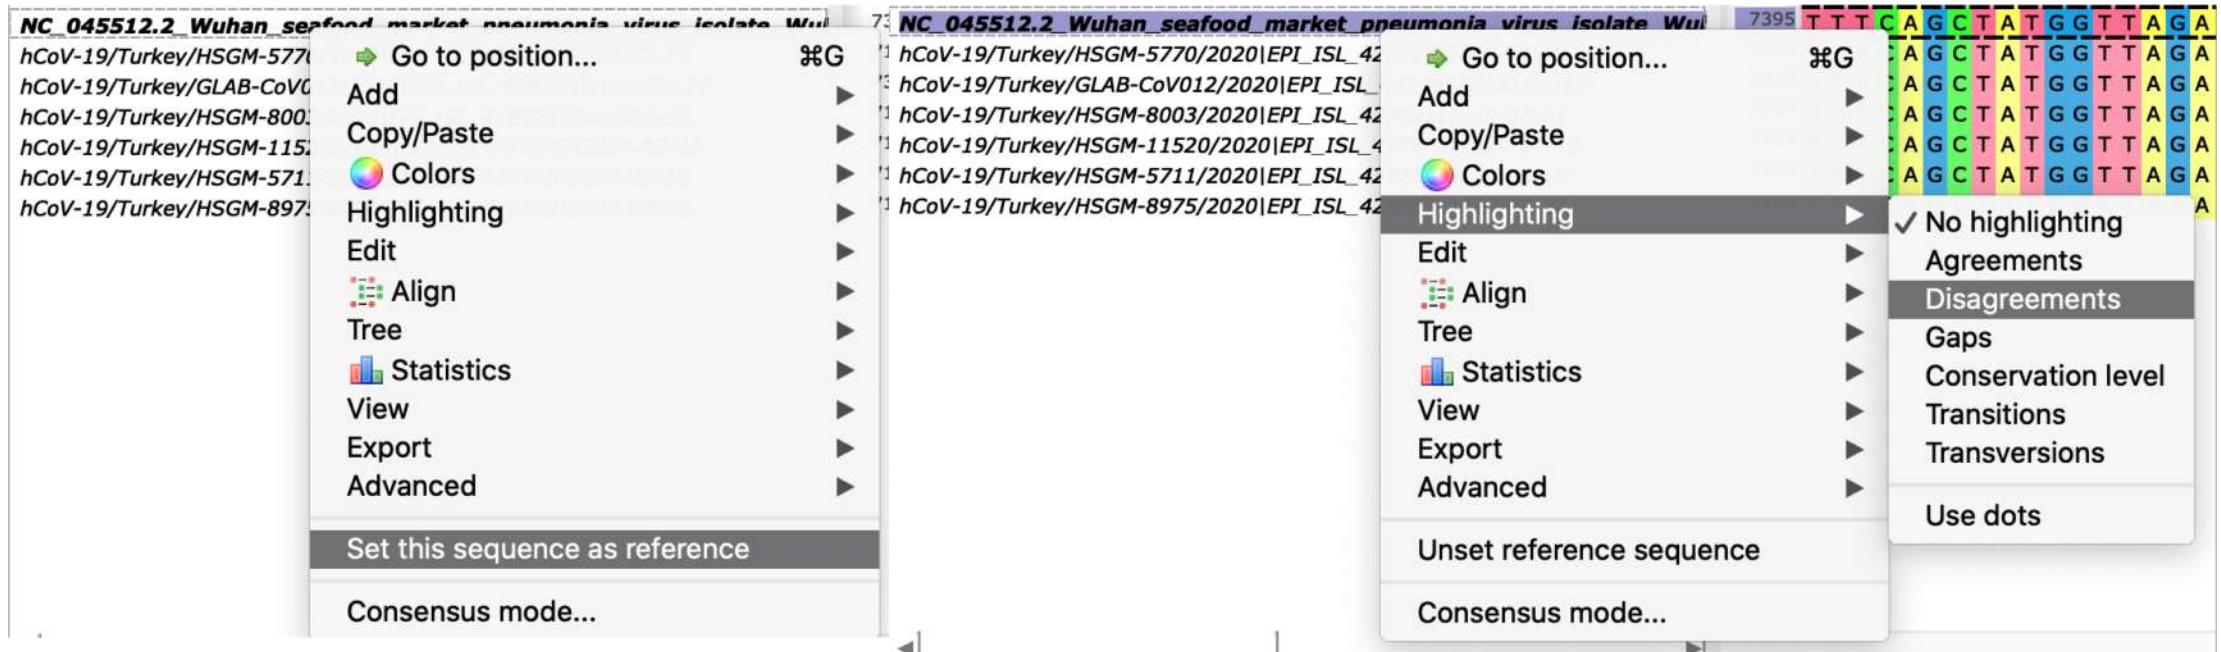 NC_045512.2_Wuhan_seafood_market_pneumonia_virus_isolate_Wu
hCoV-19/Turkey/HSGM-5770
hCoV-19/Turkey/GLAB-CoV0
hCoV-19/Turkey/HSGM-8003
hCoV-19/Turkey/HSGM-1152
hCoV-19/Turkey/HSGM-571
hCoV-19/Turkey/HSGM-897
Go to position... ⌘G
Add
Copy/Paste
Colors
Highlighting
Edit
Align
Tree
Statistics
View
Export
Advanced
Set this sequence as reference
Consensus mode...
73
NC_045512.2_Wuhan_seafood_market_pneumonia_virus_isolate_Wu
hCoV-19/Turkey/HSGM-5770/2020|EPI_ISL_42
hCoV-19/Turkey/GLAB-CoV012/2020|EPI_ISL_
hCoV-19/Turkey/HSGM-8003/2020|EPI_ISL_42
hCoV-19/Turkey/HSGM-11520/2020|EPI_ISL_4
hCoV-19/Turkey/HSGM-5711/2020|EPI_ISL_42
hCoV-19/Turkey/HSGM-8975/2020|EPI_ISL_42
7395 T T T C A G C T A T G G T T A G A
C A G C T A T G G T T A G A
C A G C T A T G G T T A G A
C A G C T A T G G T T A G A
C A G C T A T G G T T A G A
C A G C T A T G G T T A G A
A
Go to position... ⌘G
Add
Copy/Paste
Colors
Highlighting
Edit
Align
Tree
Statistics
View
Export
Advanced
Unset reference sequence
Consensus mode...
✓ No highlighting
Agreements
Disagreements
Gaps
Conservation level
Transitions
Transversions
Use dots